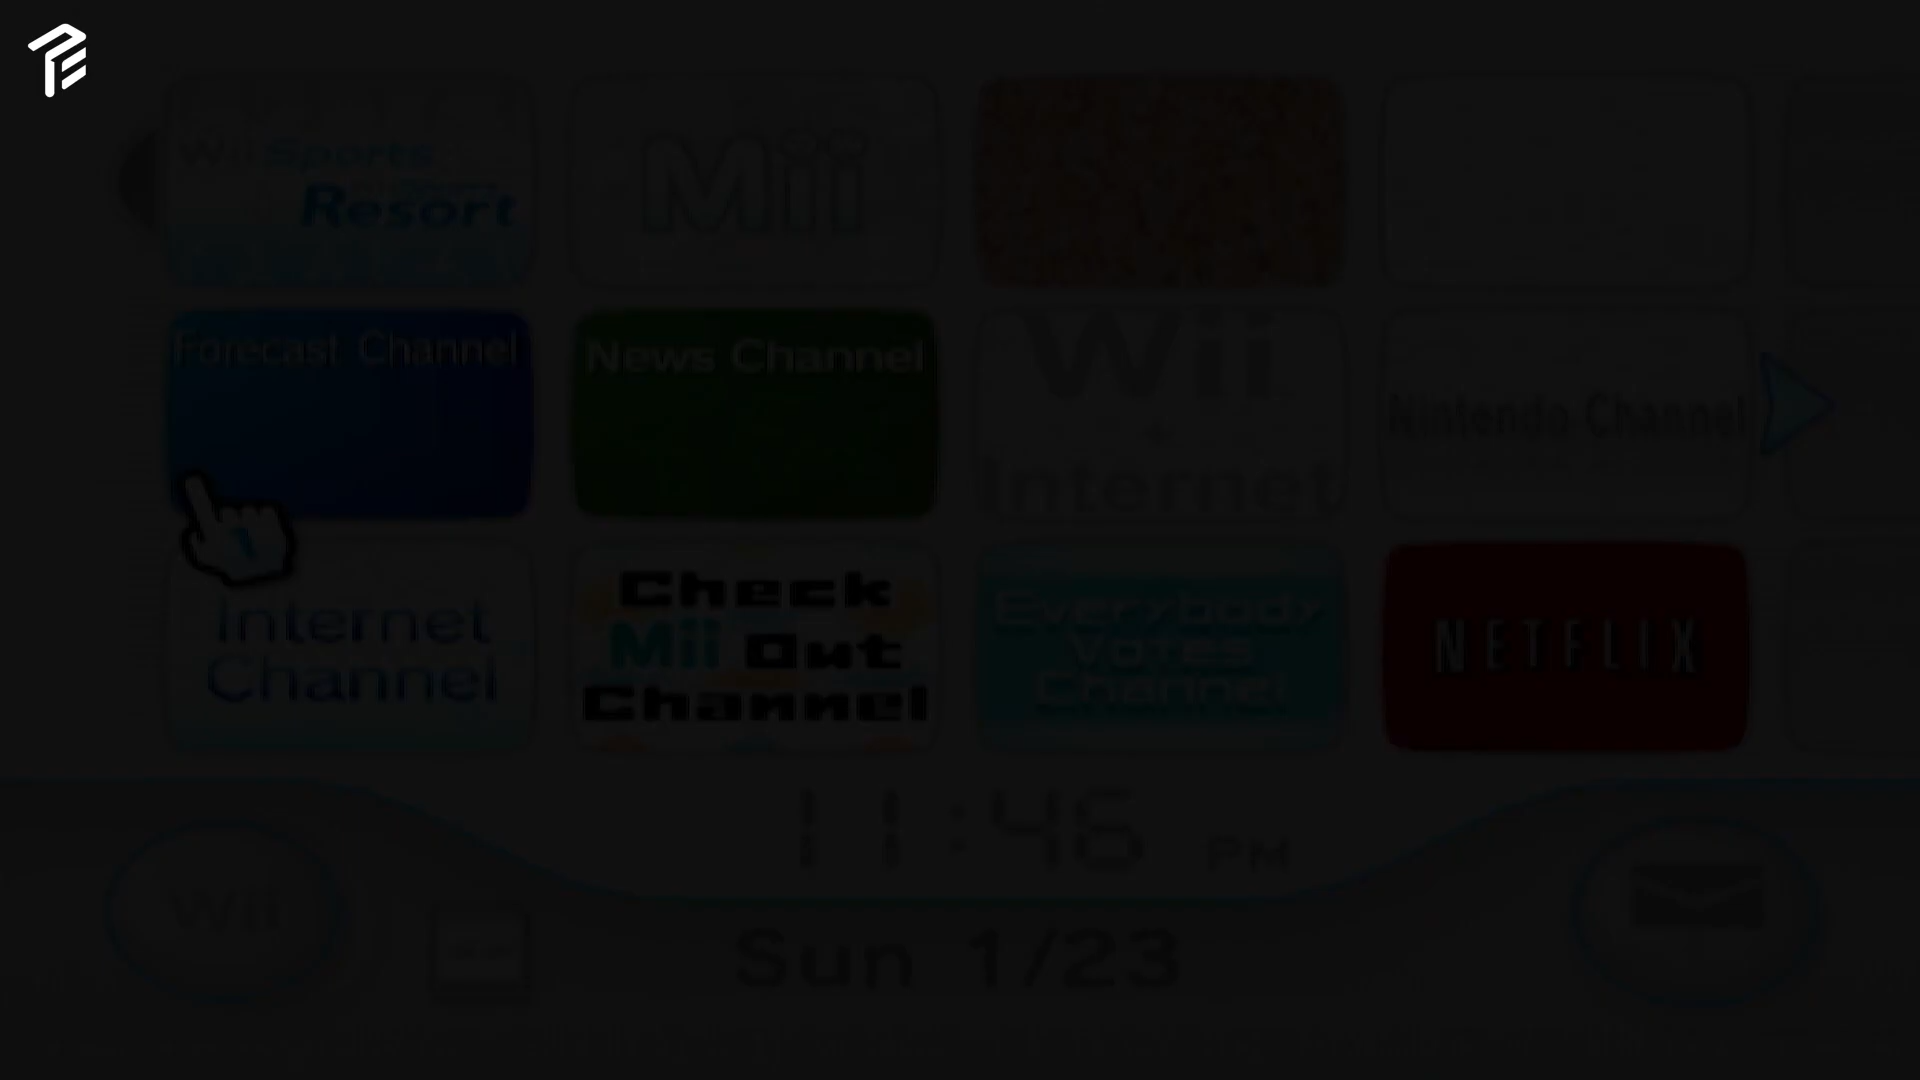 Wii Sports
Resort
Mii
Forecast Channel
News Channel
Wii
+
Internet
Nintendo Channel
Internet
Channel
Check
Mii Out
Channel
Everybody
Votes
Channel
NETFLIX
11:46 PM
Wii
Sun 1/23